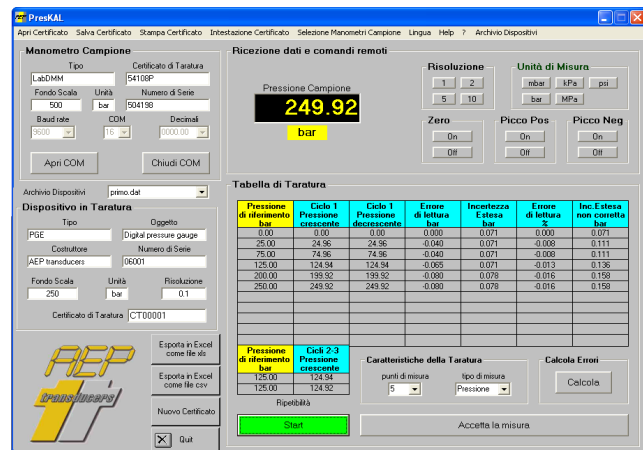 PresKAL
Apri Certificato Salva Certificato Stampa Certificato Intestazione Certificato Selezione Manometri Campione Lingua Help ? Archivio Dispositivi
Manometro Campione
Tipo Certificato di Taratura
LabDMM 54108P
Fondo Scala Unità Numero di Serie
500 bar 504198
Baud rate COM Decimali
9600 16 0000.00
Apri COM Chiudi COM
Archivio Dispositivi primo.dat
Dispositivo in Taratura
Tipo Oggetto
PGE Digital pressure gauge
Costruttore Numero di Serie
AEP transducers 06001
Fondo Scala Unità Risoluzione
250 bar 0.1
Certificato di Taratura CT00001
AEP
transducers
Esporta in Excel
come file xls
Esporta in Excel
come file csv
Nuovo Certificato
Quit
Ricezione dati e comandi remoti
Pressione Campione
249.92
bar
Risoluzione
1 2
5 10
Unità di Misura
mbar kPa psi
bar MPa
Zero Picco Pos Picco Neg
On On On
Off Off Off
Tabella di Taratura
Pressione Ciclo 1 Ciclo 1 Errore Incertezza Errore Inc.Estesa
di riferimento Pressione Pressione di lettura Estesa di lettura non corretta
bar crescente decrescente bar bar % bar
0.00 0.00 0.00 0.000 0.071 0.000 0.071
25.00 24.96 24.96 -0.040 0.071 -0.008 0.111
75.00 74.96 74.96 -0.040 0.071 -0.008 0.111
125.00 124.94 124.94 -0.065 0.071 -0.013 0.136
200.00 199.92 199.92 -0.080 0.078 -0.016 0.158
250.00 249.92 249.92 -0.080 0.078 -0.016 0.158
Pressione Cicli 2-3
di riferimento Pressione
bar crescente
125.00 124.94
125.00 124.92
Ripetibilità
Caratteristiche della Taratura
punti di misura tipo di misura
5 Pressione
Calcola Errori
Calcola
Start Accetta la misura